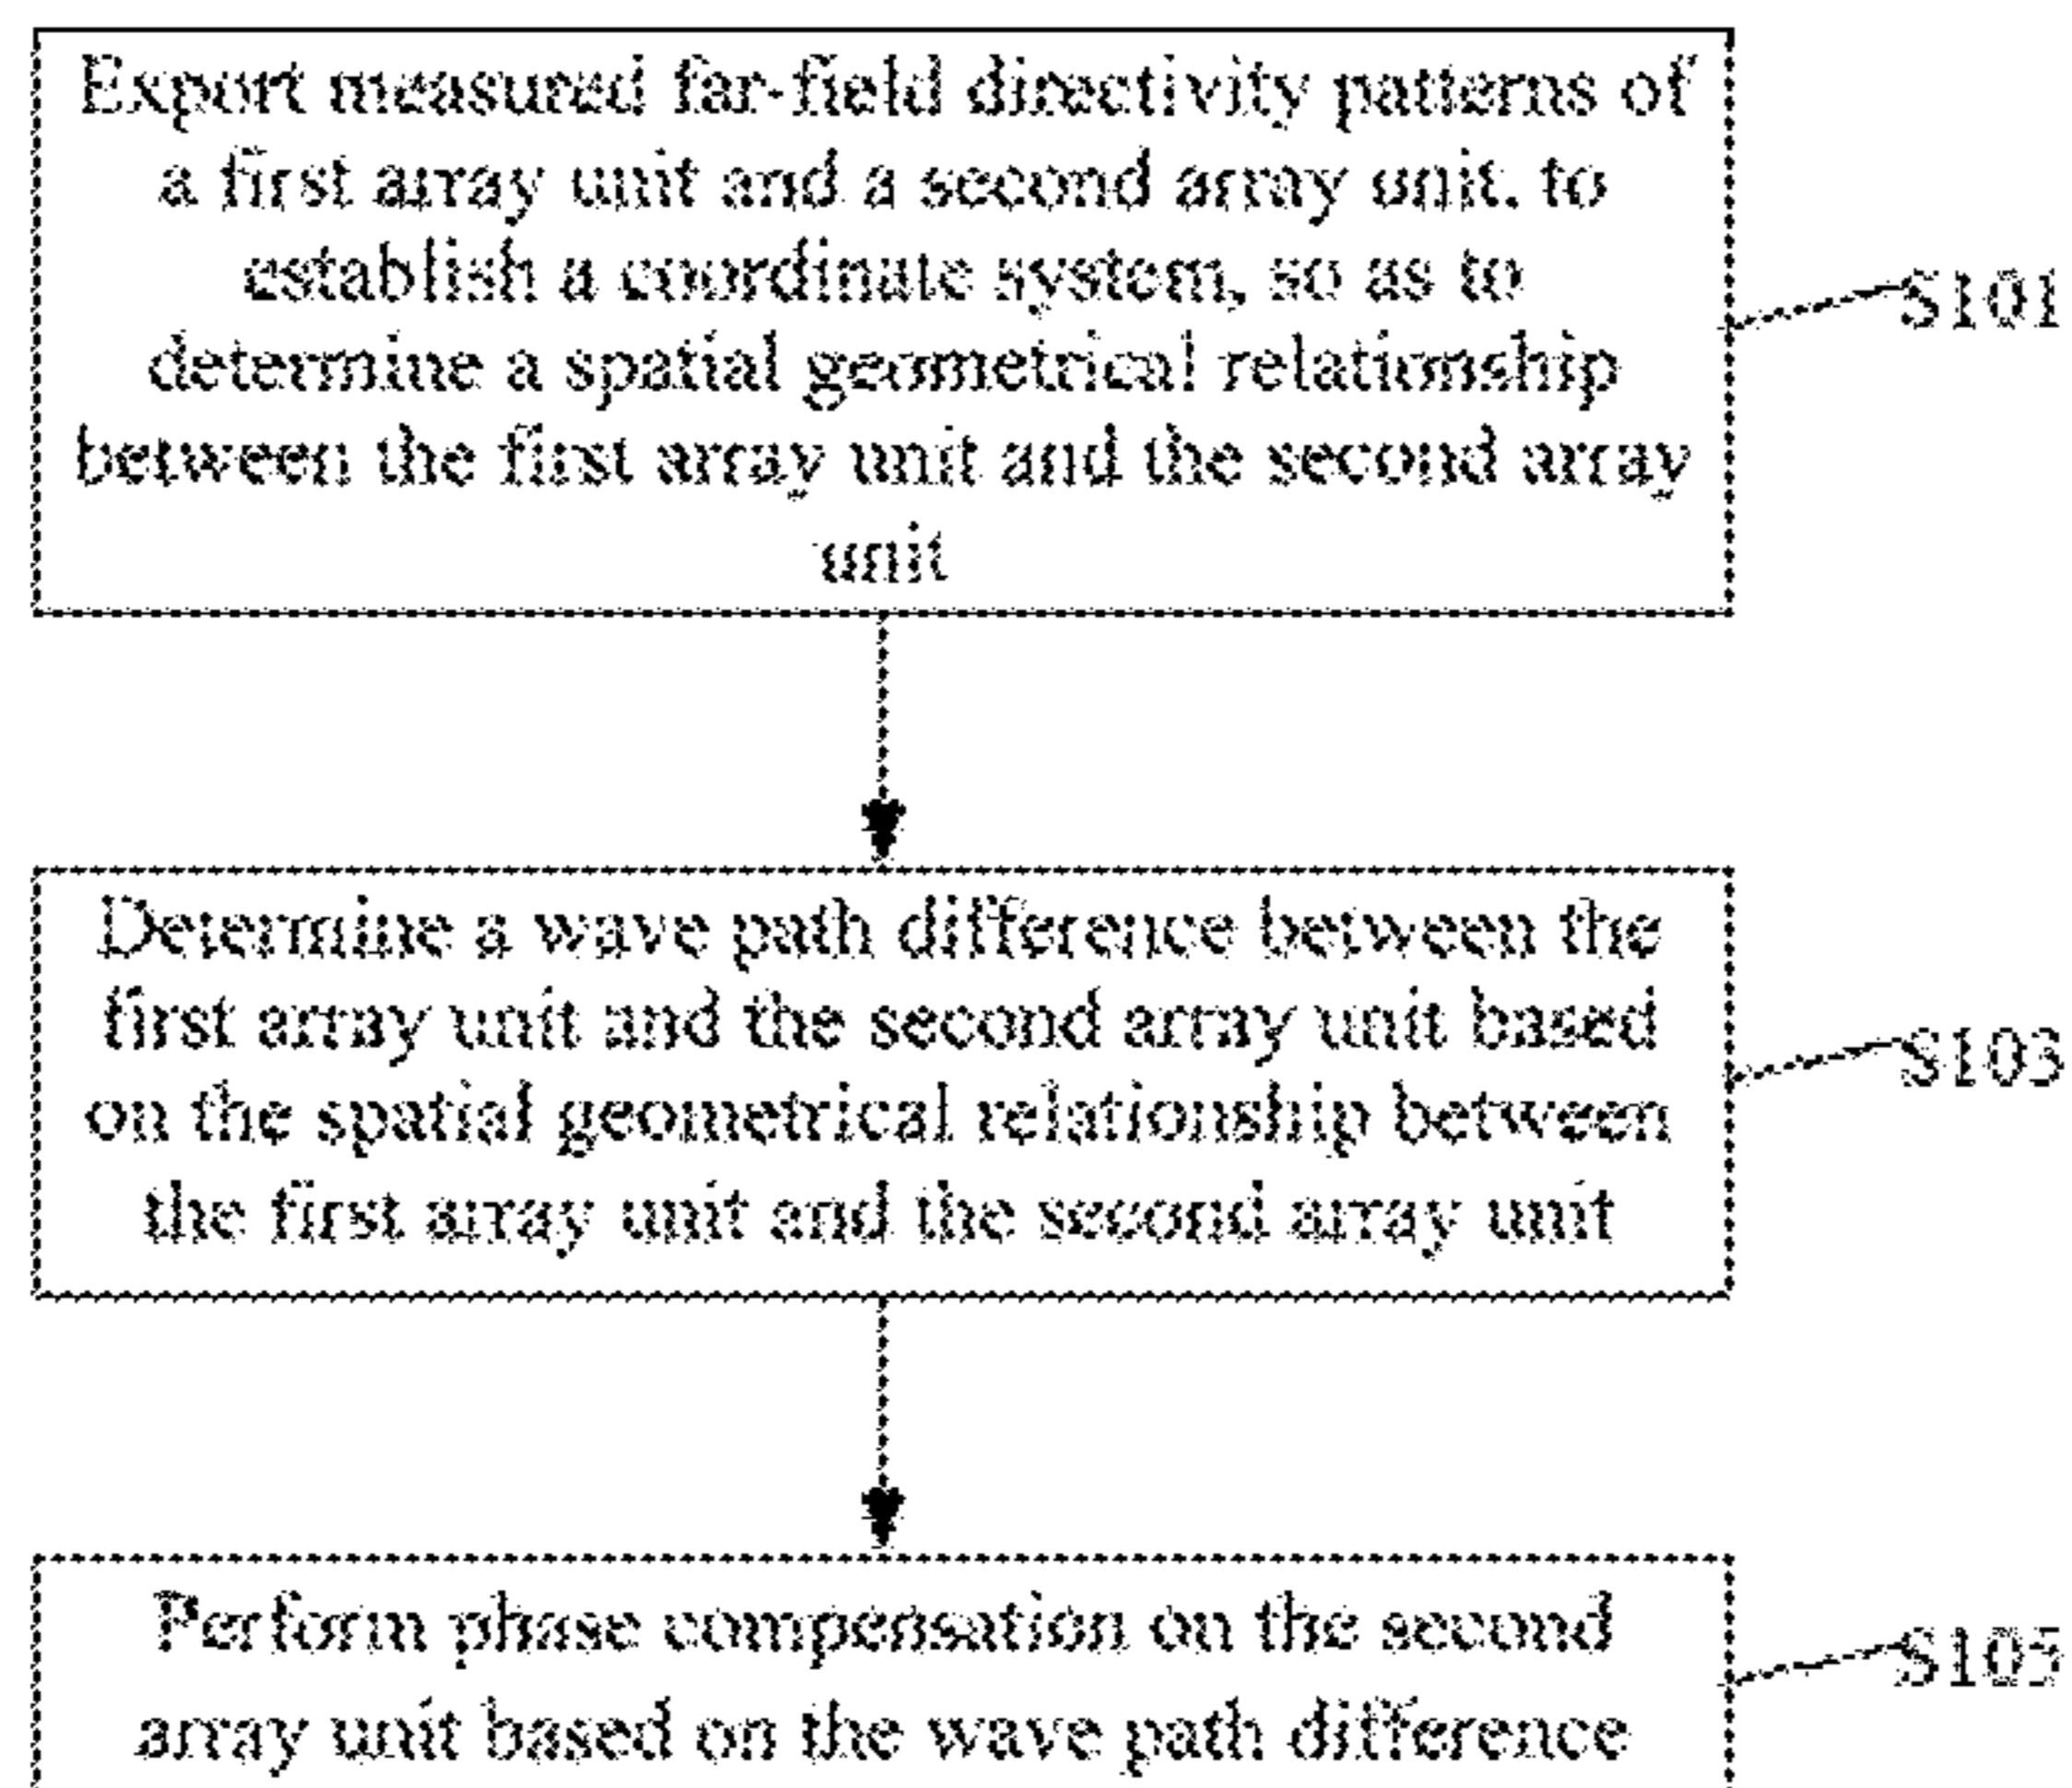 Export measured far-field directivity patterns of
a first array unit and a second array unit, to
establish a coordinate system, so as to
determine a spatial geometrical relationship
between the first array unit and the second array
unit
S101
Determine a wave path difference between the
first array unit and the second array unit based
on the spatial geometrical relationship between
the first array unit and the second array unit
S103
Perform phase compensation on the second
array unit based on the wave path difference
S105